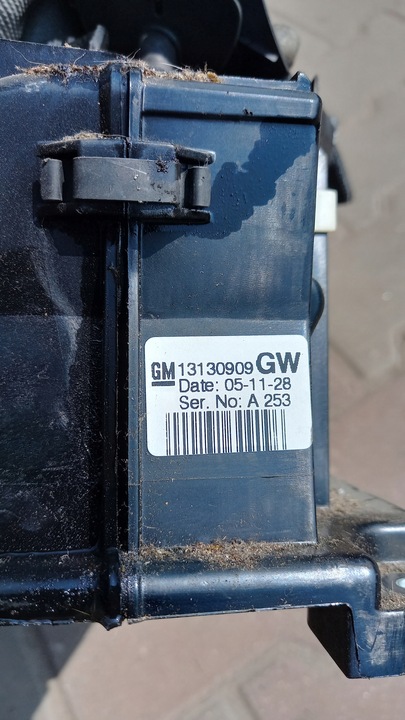 GM 13130909 GW
Date: 05-11-28
Ser. No: A 253